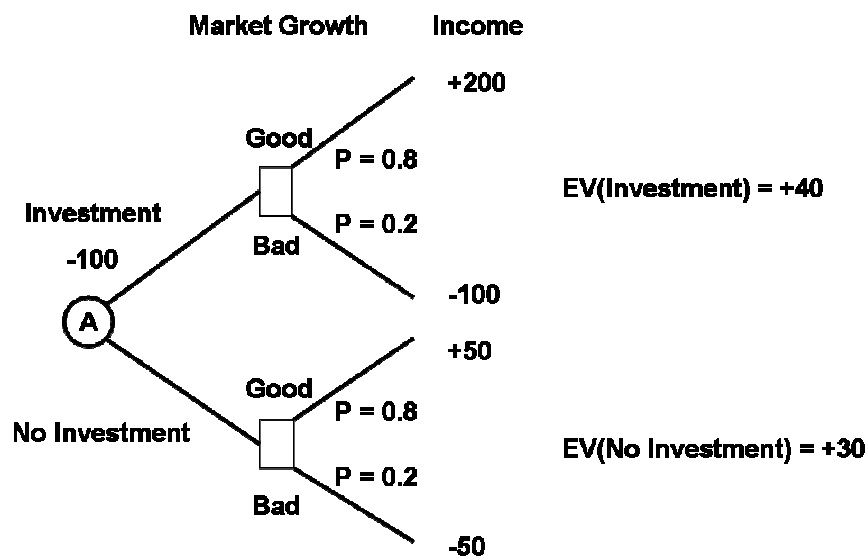 Market Growth Income
+200
Good
P = 0.8
EV(Investment) = +40
Investment
P = 0.2
Bad
-100
-100
A
+50
Good
P = 0.8
No Investment
EV(No Investment) = +30
P = 0.2
Bad
-50